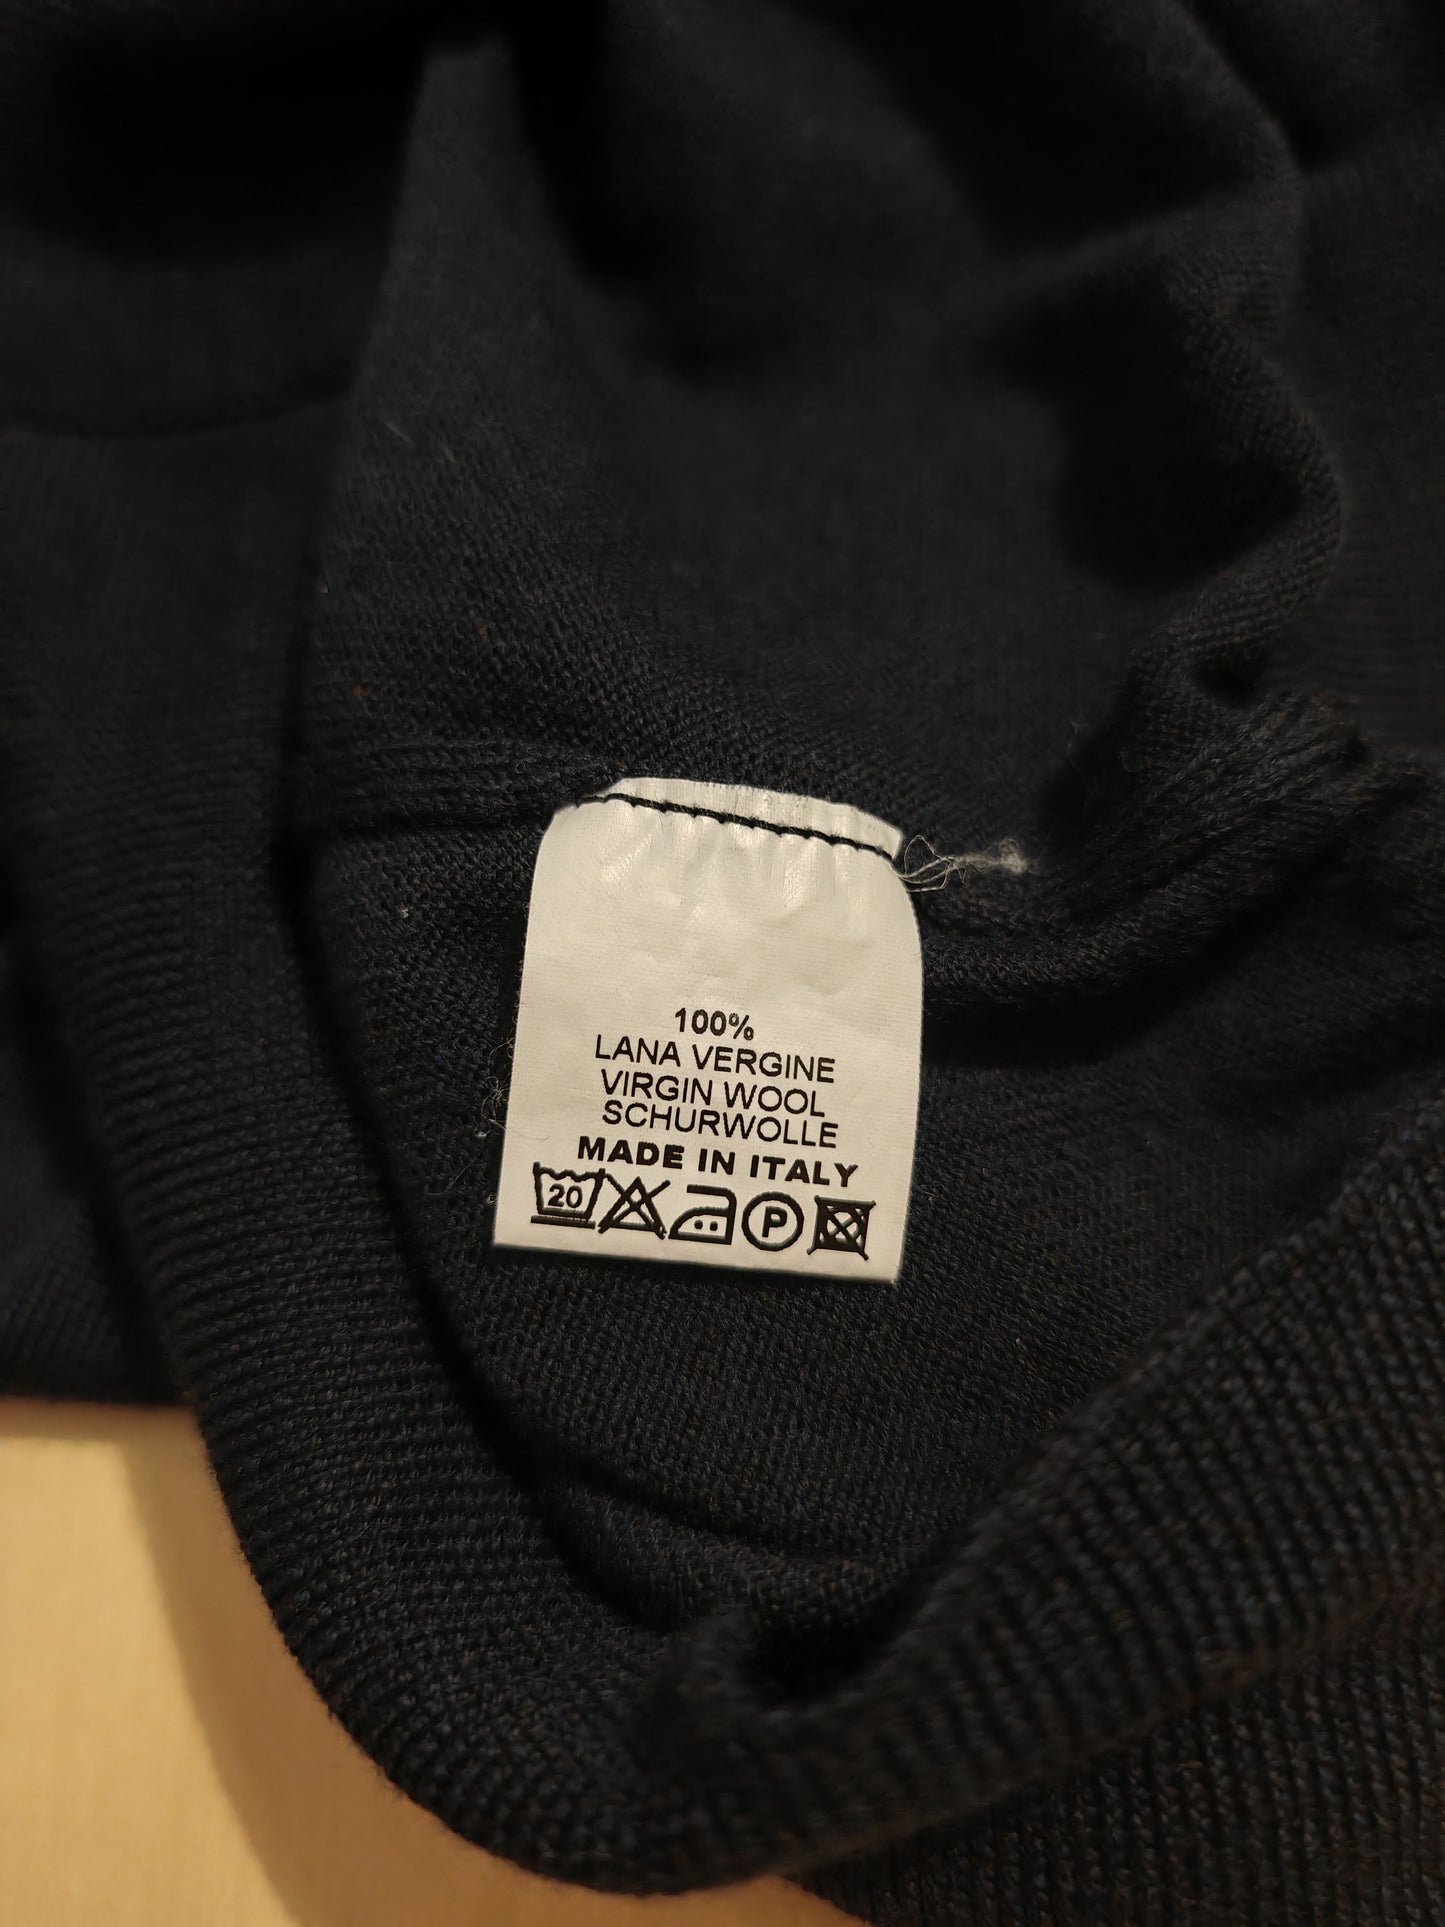 100%
LANA VERGINE
VIRGIN WOOL
SCHURWOLLE
MADE IN ITALY
20 P